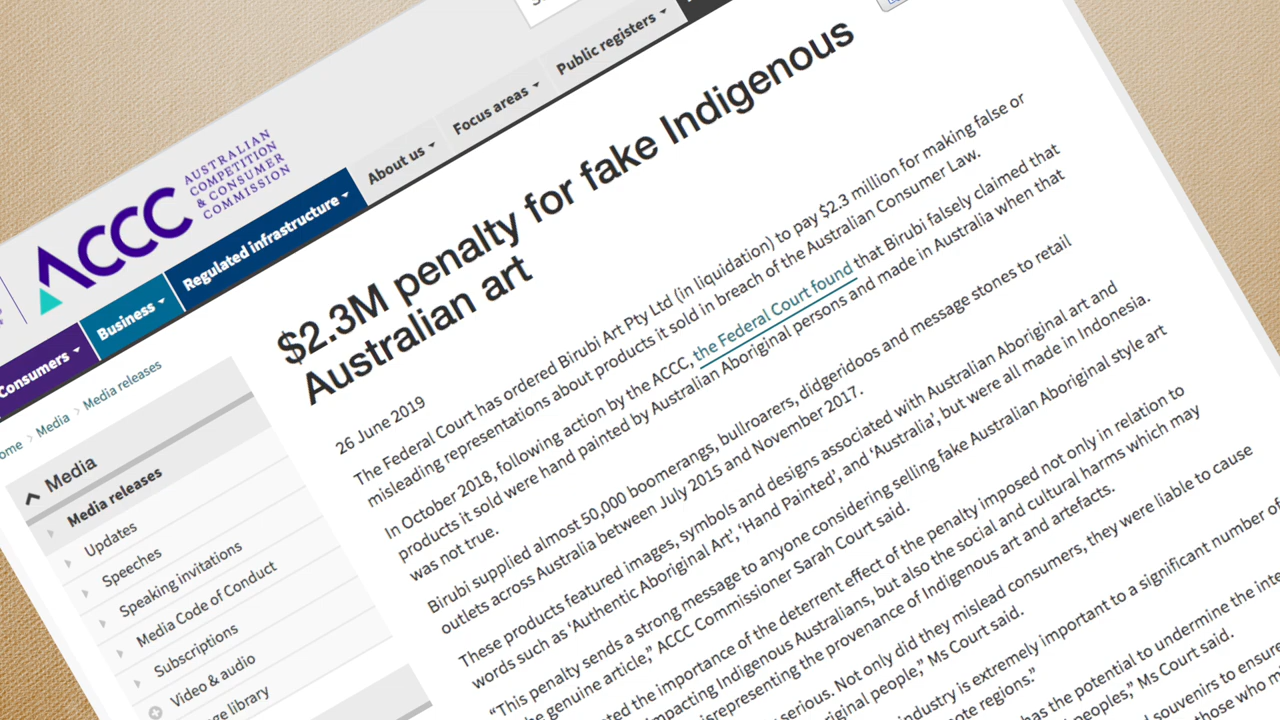 ACCC
AUSTRALIAN
COMPETITION
& CONSUMER
COMMISSION
Consumers
Business
Regulated infrastructure
About us
Focus areas
Public registers
Media
Media releases
Media
Media releases
Updates
Speeches
Speaking invitations
Media Code of Conduct
Subscriptions
Video & audio
library
$2.3M penalty for fake Indigenous
Australian art
26 June 2019
The Federal Court has ordered Birubi Art Pty Ltd (in liquidation) to pay $2.3 million for making false or
misleading representations about products it sold in breach of the Australian Consumer Law.
In October 2018, following action by the ACCC, the Federal Court found that Birubi falsely claimed that
products it sold were hand painted by Australian Aboriginal persons and made in Australia when that
was not true.
Birubi supplied almost 50,000 boomerangs, bullroarers, didgeridoos and message stones to retail
outlets across Australia between July 2015 and November 2017.
These products featured images, symbols and designs associated with Australian Aboriginal art and
words such as ‘Authentic Aboriginal Art’, ‘Hand Painted’, and ‘Australia’, but were all made in Indonesia.
“This penalty sends a strong message to anyone considering selling fake Australian Aboriginal style art
the genuine article,” ACCC Commissioner Sarah Court said.
the importance of the deterrent effect of the penalty imposed not only in relation to
impacting Indigenous Australians, but also the social and cultural harms which may
misrepresenting the provenance of Indigenous art and artefacts.
serious. Not only did they mislead consumers, they were liable to cause
people,” Ms Court said.
industry is extremely important to a significant number of
regions.”
has the potential to undermine the
peoples,” Ms Court said.
souvenirs to ensure
those who